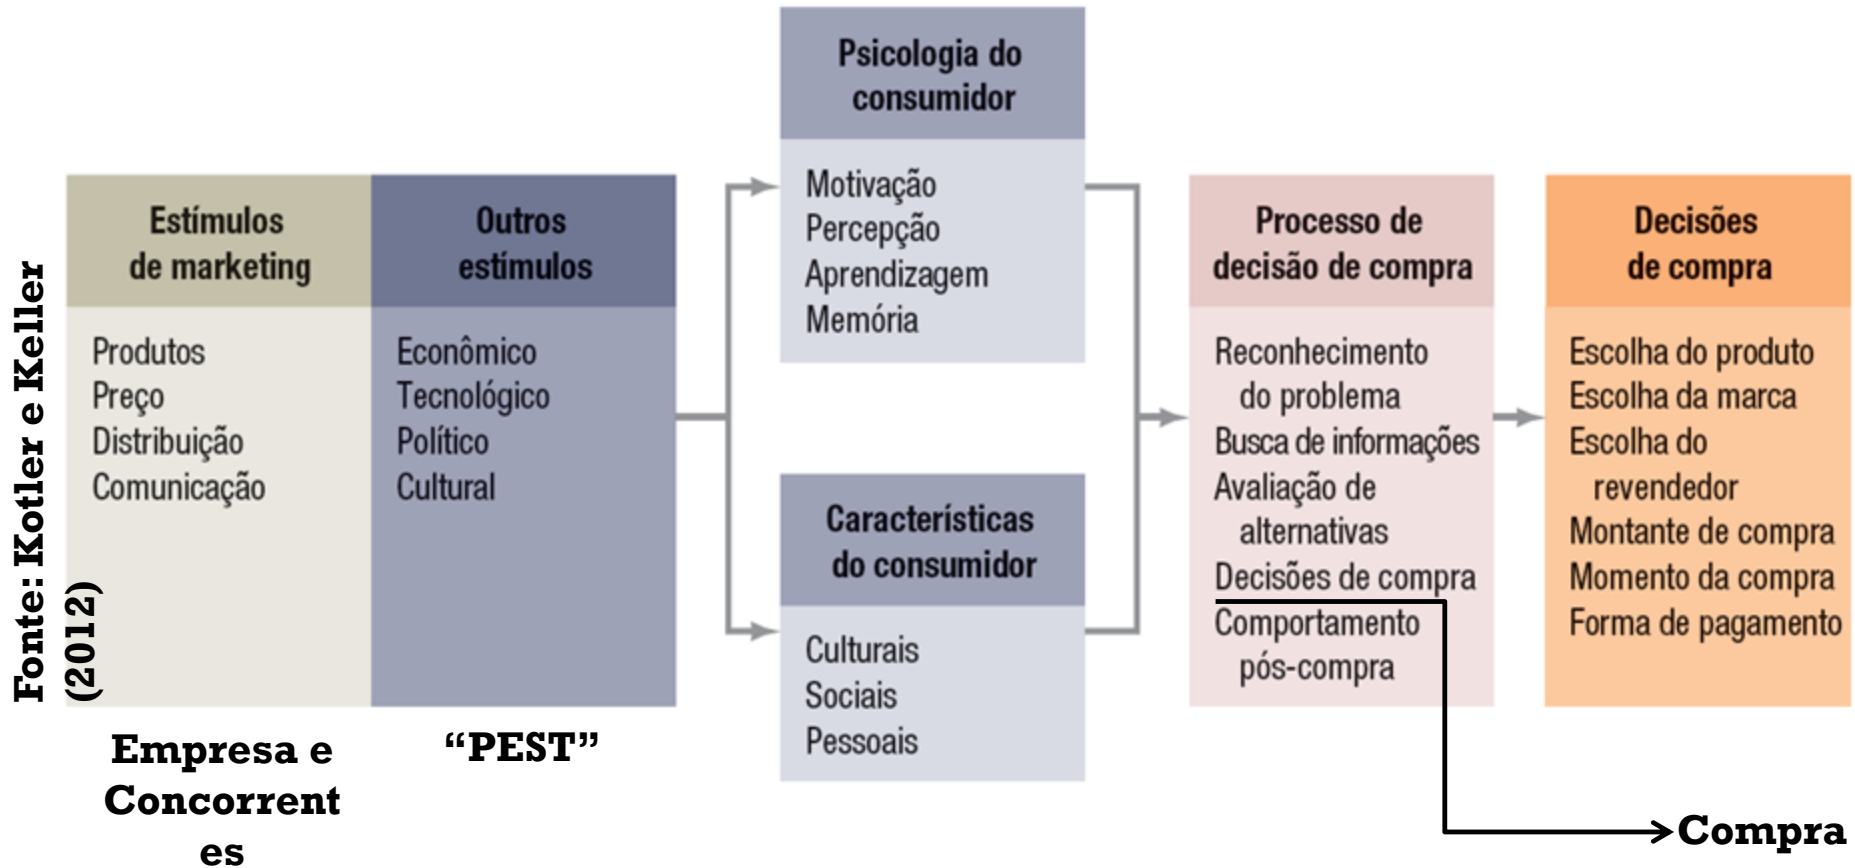 Fonte: Kotler e Keller
(2012)
Estímulos
de marketing
Produtos
Preço
Distribuição
Comunicação
Empresa e
Concorrent
es
Outros
estímulos
Econômico
Tecnológico
Político
Cultural
“PEST”
Psicologia do
consumidor
Motivação
Percepção
Aprendizagem
Memória
Características
do consumidor
Culturais
Sociais
Pessoais
Processo de
decisão de compra
Reconhecimento
do problema
Busca de informações
Avaliação de
alternativas
Decisões de compra
Comportamento
pós-compra
Decisões
de compra
Escolha do produto
Escolha da marca
Escolha do
revendedor
Montante de compra
Momento da compra
Forma de pagamento
Compra